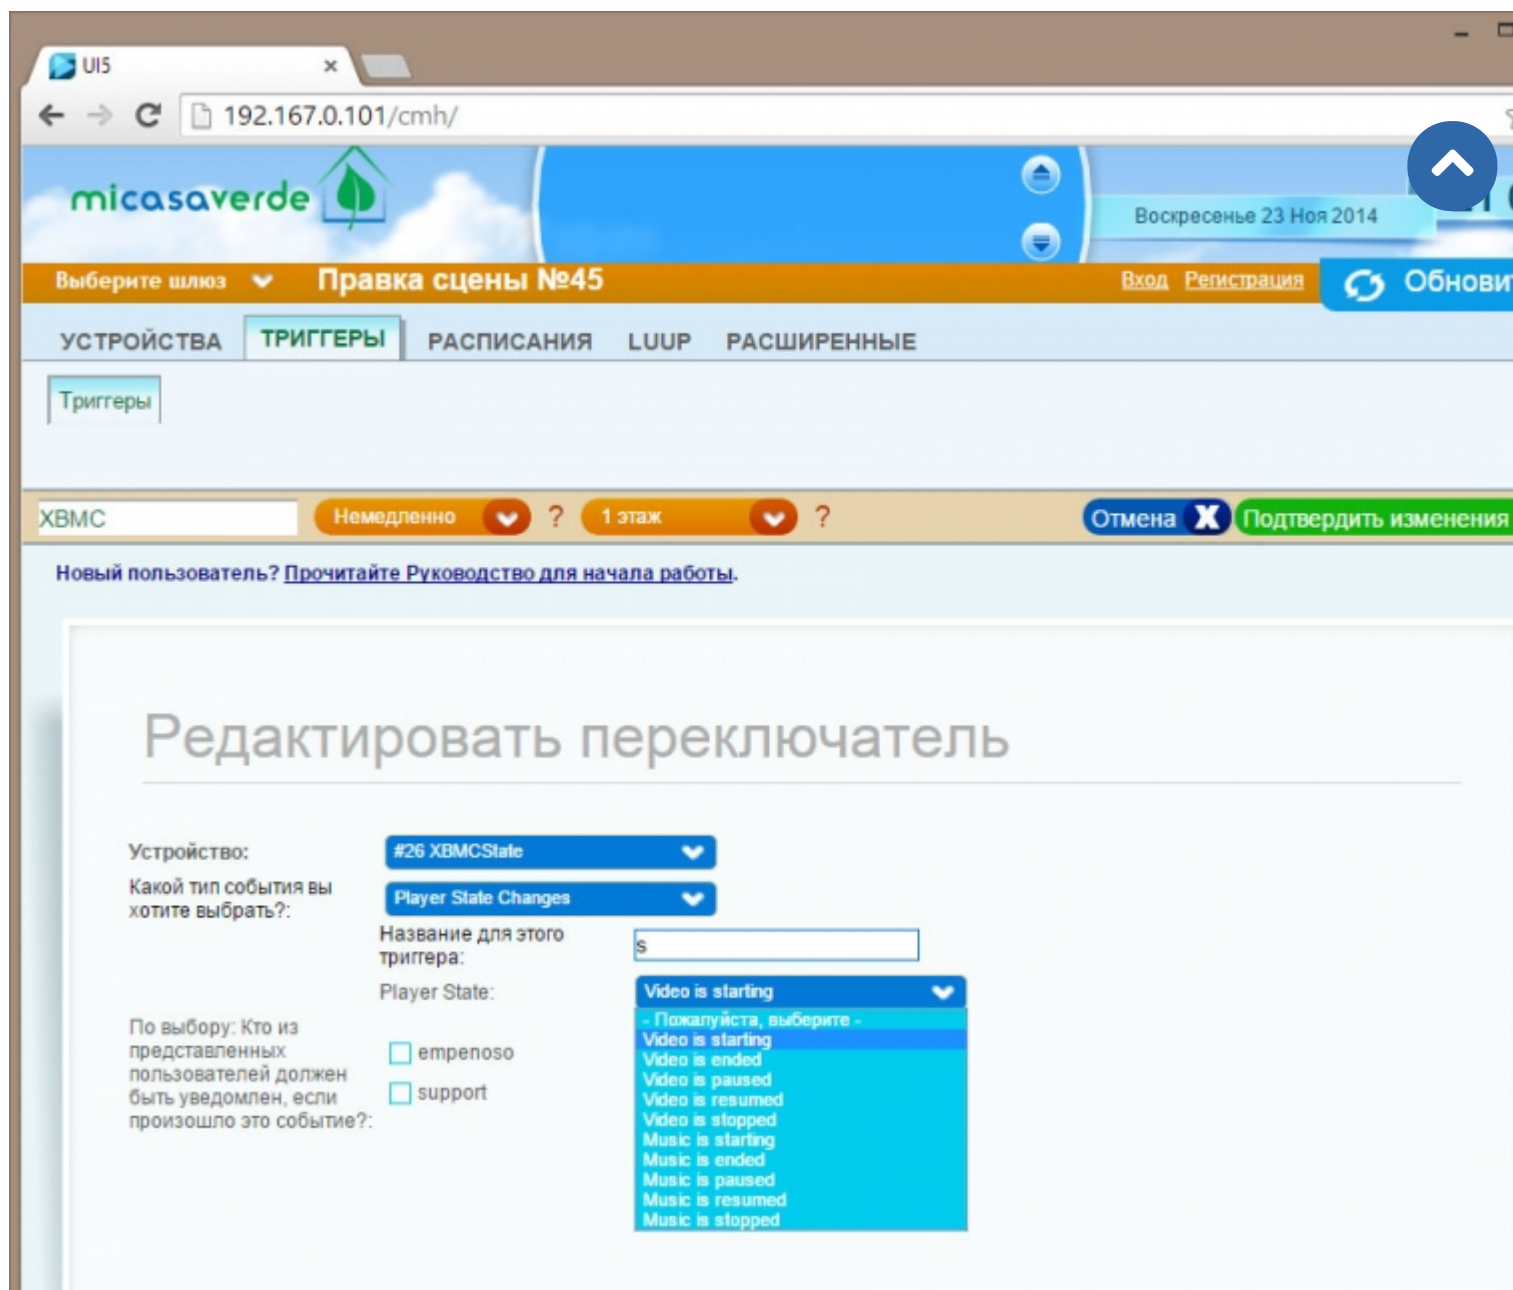 UI5
192.167.0.101/cmh/
micasaverde
Воскресенье 23 Ноя 2014
Выберите шлюз
Правка сцены №45
Вход Регистрация
УСТРОЙСТВА ТРИГГЕРЫ РАСПИСАНИЯ LUUP РАСШИРЕННЫЕ
Триггеры
XBMC Немедленно ? 1 этаж ? Отмена X Подтвердить изменения
Новый пользователь? Прочитайте Руководство для начала работы.
Редактировать переключатель
Устройство: #26 XBMCState
Какой тип события вы
хотите выбрать?:
Player State Changes
Название для этого
триггера:
s
Player State: Video is starting
- Пожалуйста, выберите -
Video is starting
Video is ended
Video is paused
Video is resumed
Video is stopped
Music is starting
Music is ended
Music is paused
Music is resumed
Music is stopped
По выбору: Кто из
представленных
пользователей должен
быть уведомлен, если
произошло это событие?:
empenoso
support